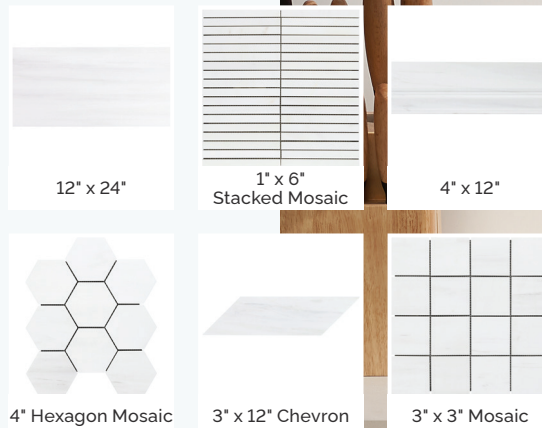 12" x 24"
1" x 6"
Stacked Mosaic
4" x 12"
4" Hexagon Mosaic
3" x 12" Chevron
3" x 3" Mosaic